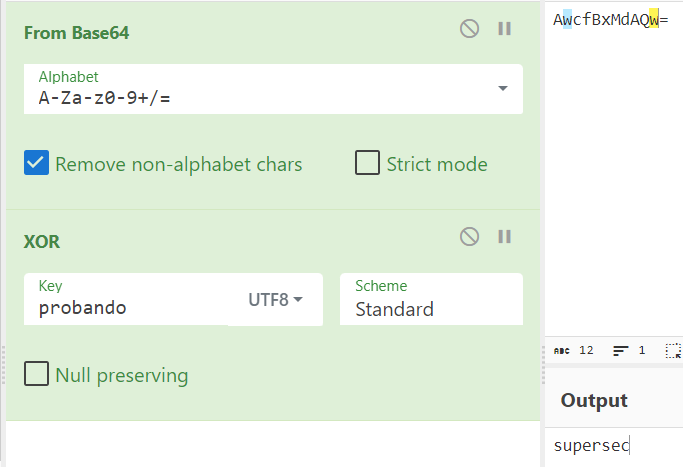 From Base64
Alphabet
A-Za-z0-9+/=
Remove non-alphabet chars
Strict mode
XOR
Key
probando
UTF8
Scheme
Standard
Null preserving
AwcfBxMdAQw=
ABC 12 1
Output
supersec